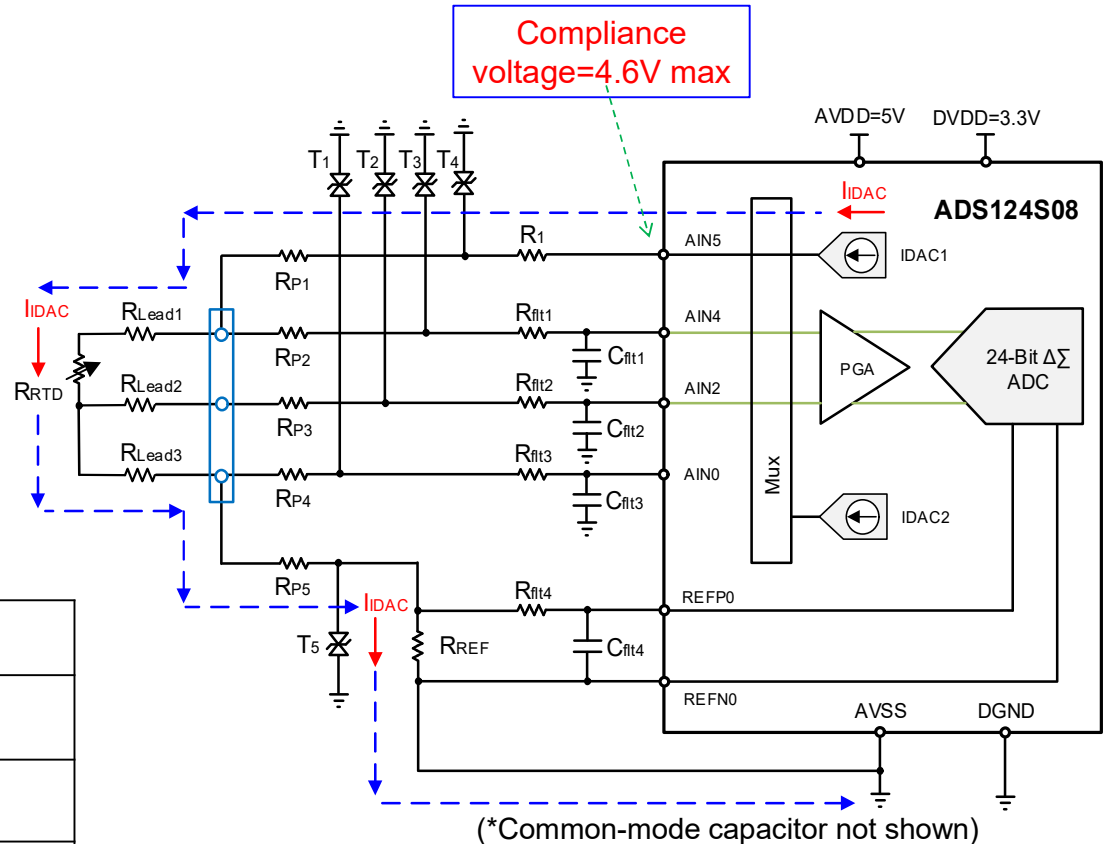 Compliance
voltage=4.6V max
AVDD=5V
DVDD=3.3V
T1
T2
T3
T4
IIDAC
ADS124S08
R1
AIN5
IDAC1
RP1
IIDAC
RLead1
Rflt1
AIN4
RP2
Cflt1
PGA
24-Bit ΔΣ
ADC
RRTD
RLead2
Rflt2
AIN2
RP3
Cflt2
RLead3
Rflt3
AIN0
Mux
RP4
Cflt3
IDAC2
RP5
IIDAC
Rflt4
REFP0
T5
RREF
Cflt4
REFN0
AVSS
DGND
(*Common-mode capacitor not shown)